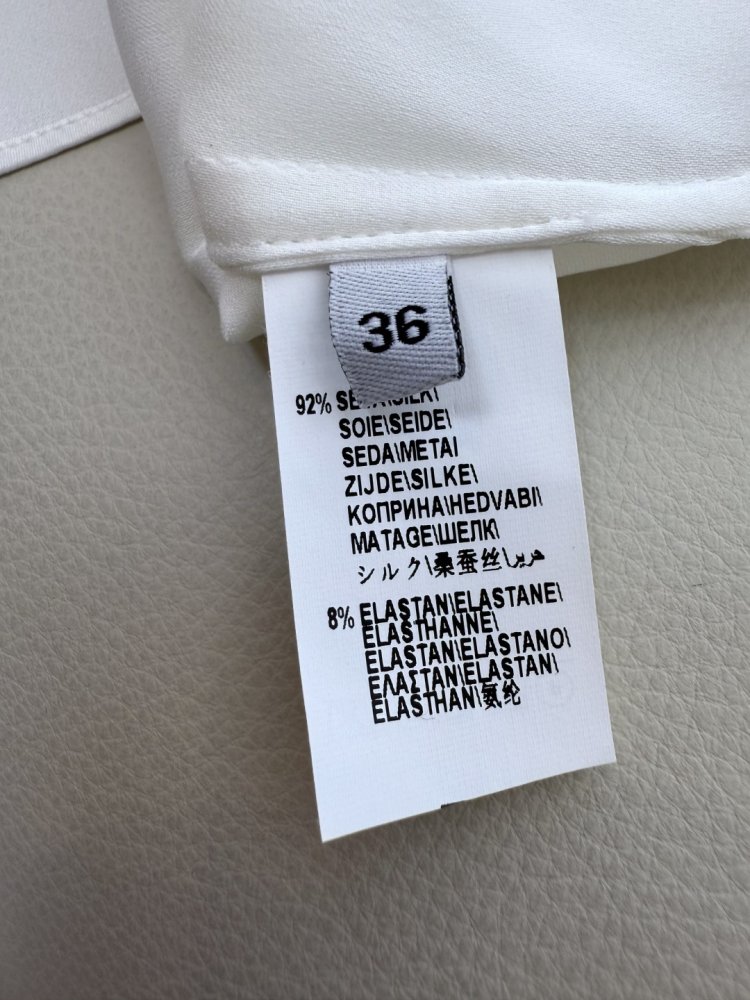 36
92% SETA\SILK\
SOIE\SEIDE\
SEDA\METAI
ZIJDE\SILKE\
КОПРИНА\HEDVABI\
MATAGE\ШЕЛК\
シルク\桑蚕丝\حرير\
8% ELASTAN\ELASTANE\
ELASTHANNE\
ELASTAN\ELASTANO\
ΕΛΑΣΤΑΝ\ELASTAN\
ELASTHAN\氨纶